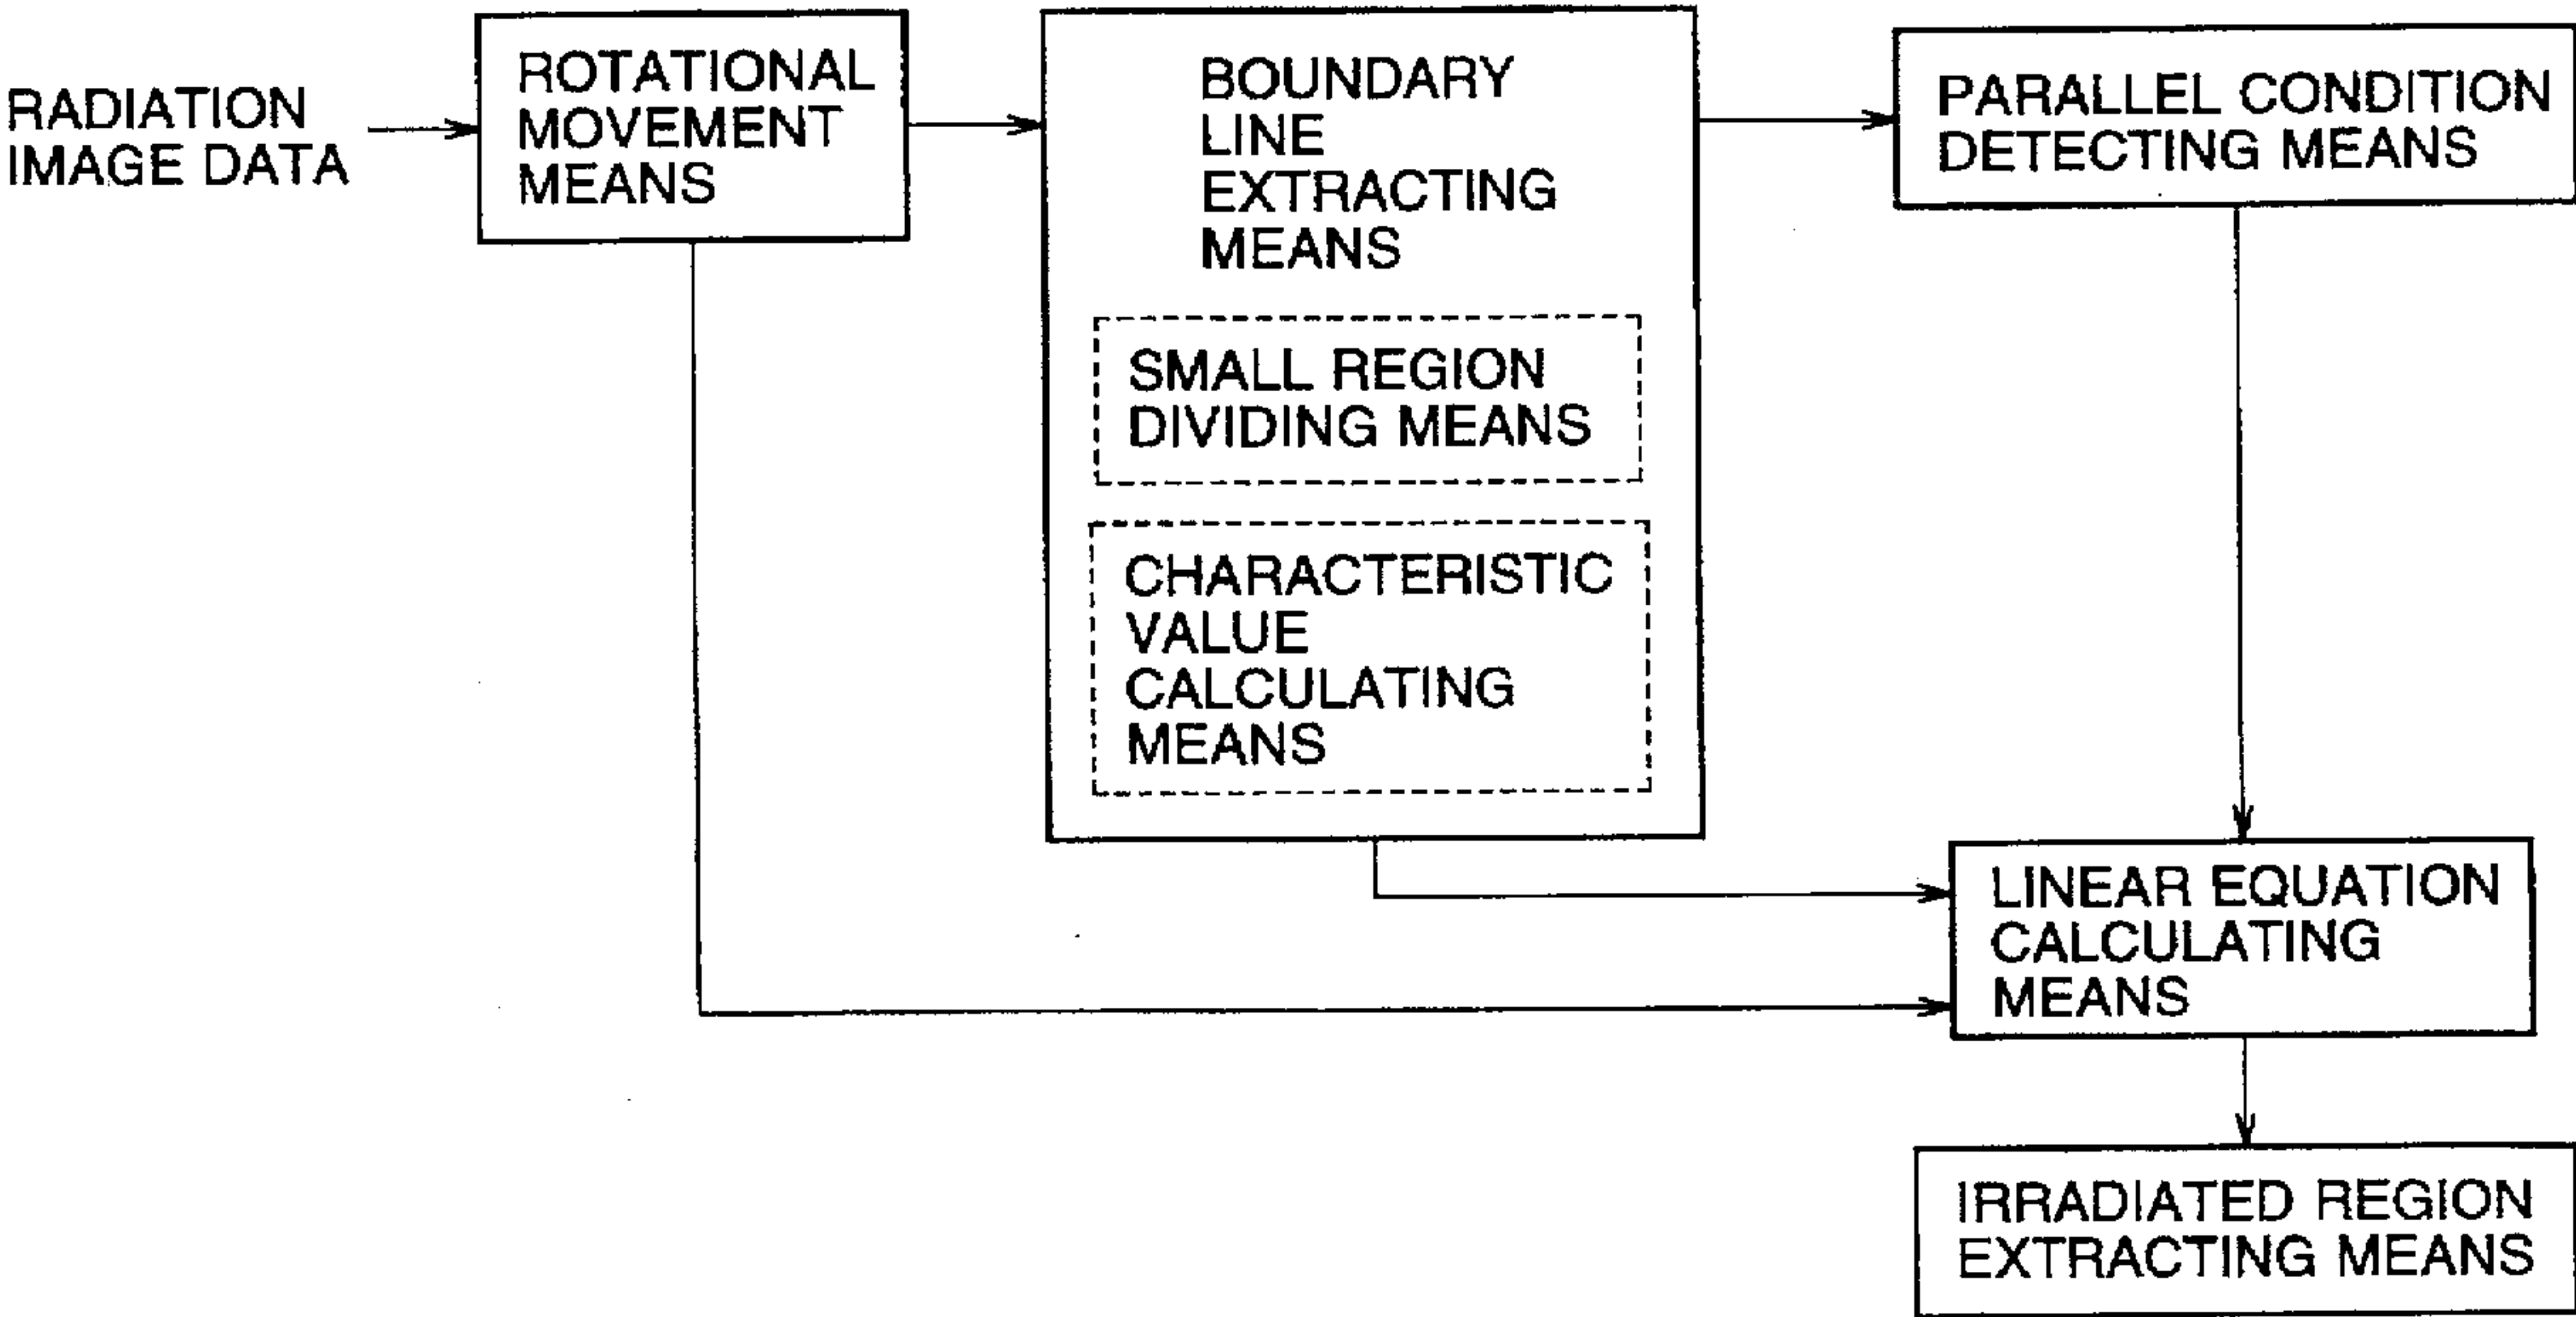 RADIATION
IMAGE DATA
ROTATIONAL
MOVEMENT
MEANS
BOUNDARY
LINE
EXTRACTING
MEANS
SMALL REGION
DIVIDING MEANS
CHARACTERISTIC
VALUE
CALCULATING
MEANS
PARALLEL CONDITION
DETECTING MEANS
LINEAR EQUATION
CALCULATING
MEANS
IRRADIATED REGION
EXTRACTING MEANS